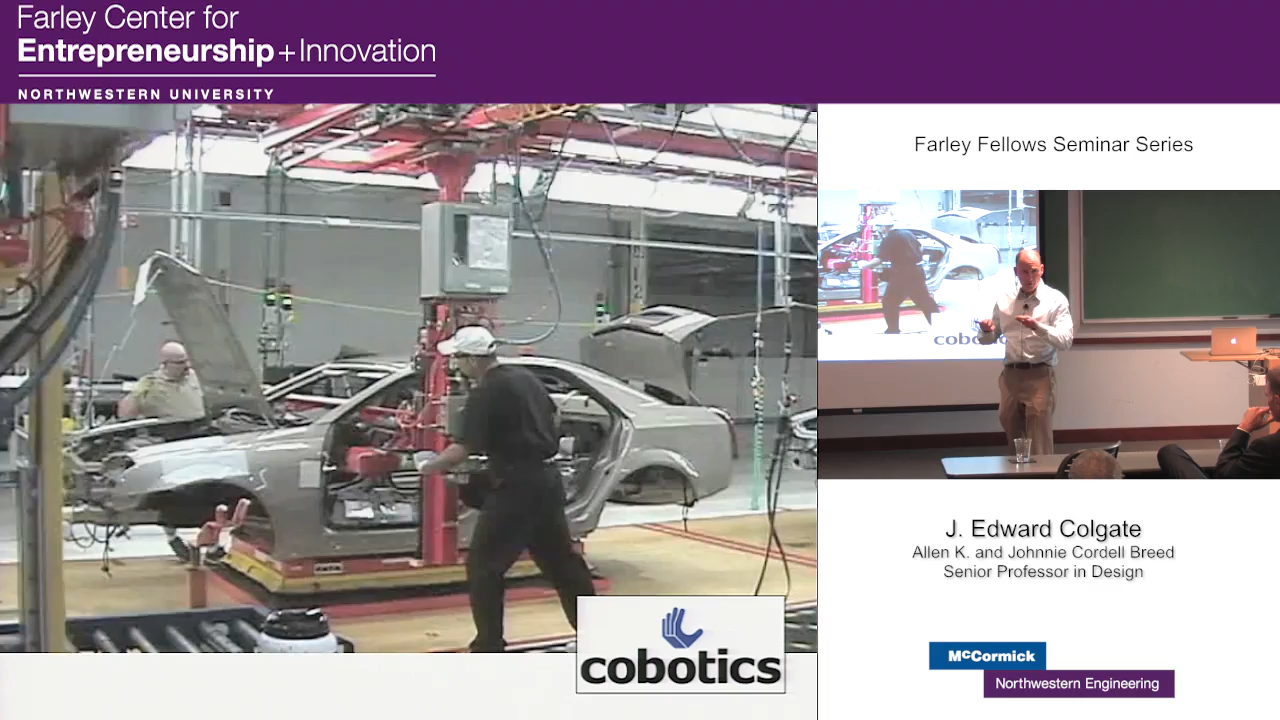 Farley Center for
Entrepreneurship+Innovation
NORTHWESTERN UNIVERSITY
Farley Fellows Seminar Series
cobotics
J. Edward Colgate
Allen K. and Johnnie Cordell Breed
Senior Professor in Design
McCormick
Northwestern Engineering